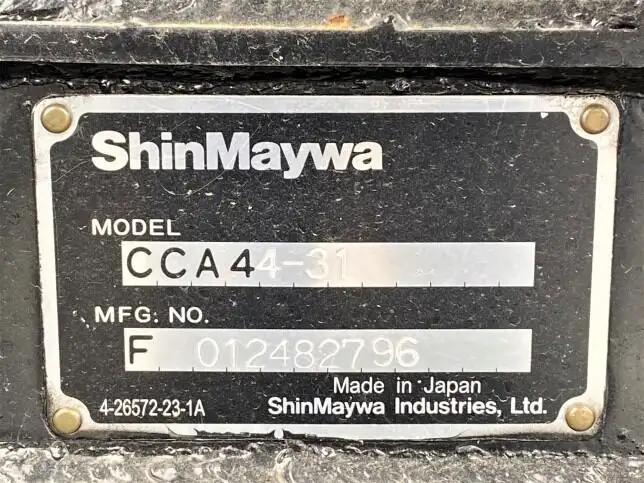 ShinMaywa
MODEL
CCA44-31
MFG. NO.
F 012482796
Made in Japan
4-26572-23-1A ShinMaywa Industries, Ltd.